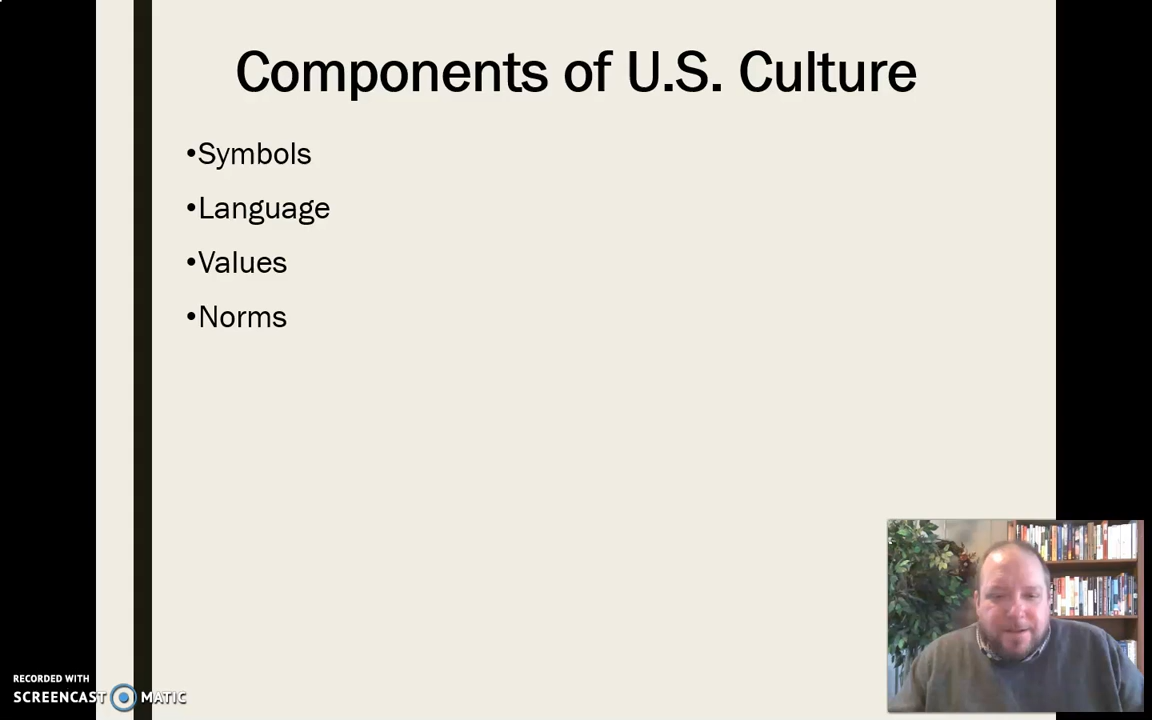 Components of U.S. Culture
•Symbols
•Language
•Values
•Norms
RECORDED WITH
SCREENCAST MATIC